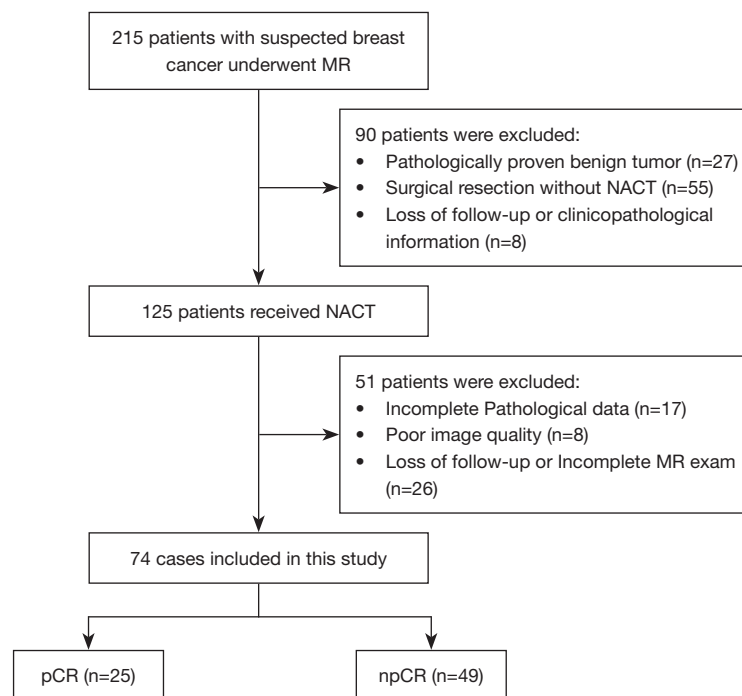 215 patients with suspected breast
cancer underwent MR
90 patients were excluded:
• Pathologically proven benign tumor (n=27)
• Surgical resection without NACT (n=55)
• Loss of follow-up or clinicopathological
information (n=8)
125 patients received NACT
51 patients were excluded:
• Incomplete Pathological data (n=17)
• Poor image quality (n=8)
• Loss of follow-up or Incomplete MR exam
(n=26)
74 cases included in this study
pCR (n=25)
npCR (n=49)